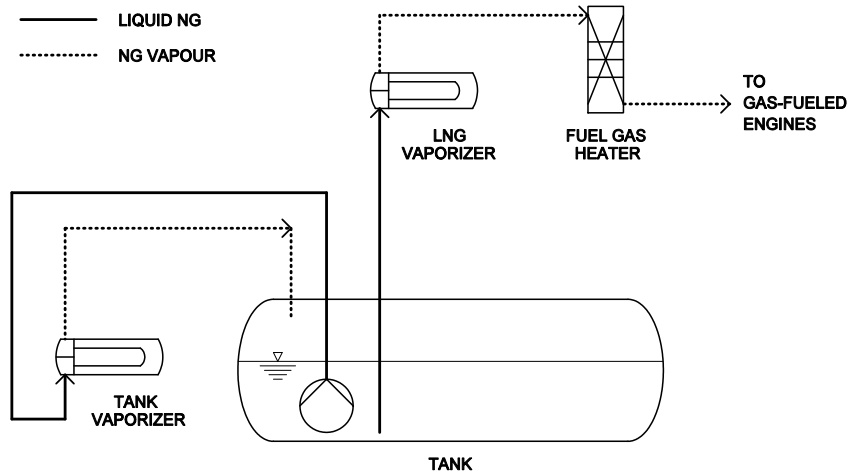 LIQUID NG
NG VAPOUR
TO
GAS-FUELED
ENGINES
LNG
VAPORIZER
FUEL GAS
HEATER
TANK
VAPORIZER
TANK